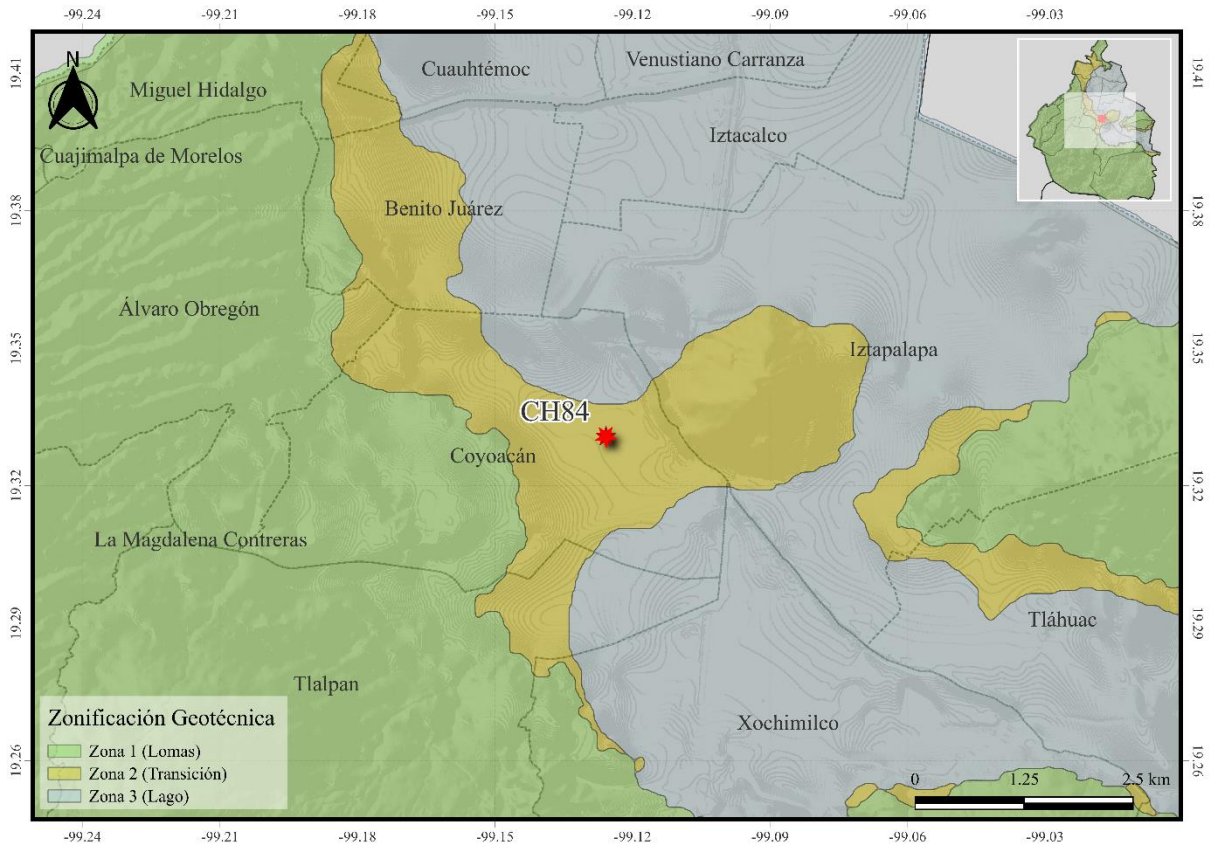 -99.24 -99.21 -99.18 -99.15 -99.12 -99.09 -99.06 -99.03
19.41
19.41
N
Cuauhtémoc
Venustiano Carranza
Miguel Hidalgo
Iztacalco
Cuajimalpa de Morelos
Benito Juárez
19.38
19.38
Álvaro Obregón
19.35
Iztapalapa
19.35
CH84
Coyoacán
19.32
19.32
La Magdalena Contreras
19.29
Tláhuac
19.29
Tlalpan
Xochimilco
Zonificación Geotécnica
Zona 1 (Lomas)
Zona 2 (Transición)
Zona 3 (Lago)
19.26
19.26
0 1.25 2.5 km
-99.24 -99.21 -99.18 -99.15 -99.12 -99.09 -99.06 -99.03